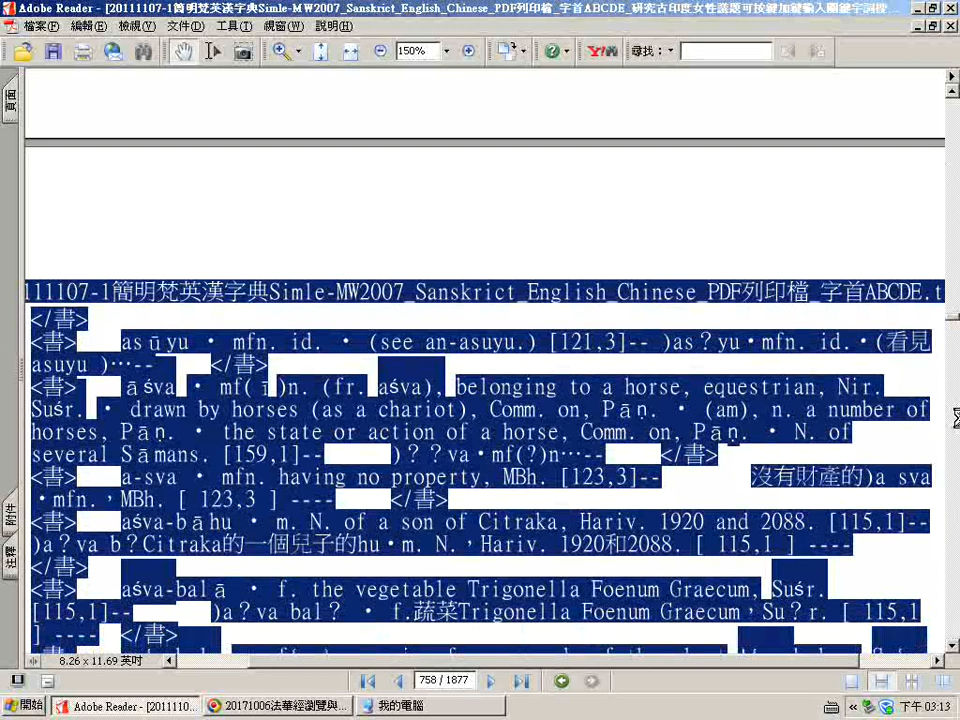 Adobe Reader - [20111107-1簡明梵英漢字典Simle-MW2007_Sanskrict_English_Chinese_PDF列印檔_字首ABCDE_研究古印度女性議題可按鍵加鍵輸入關鍵字詞搜...
檔案(F) 編輯(E) 檢視(V) 文件(D) 工具(T) 視窗(W) 說明(H)
150% Y! 尋找：
頁面
附件
註釋
111107-1簡明梵英漢字典Simle-MW2007_Sanskrict_English_Chinese_PDF列印檔_字首ABCDE.t
</書>
<書> asūyu · mfn. id. · (see an-asuyu.) [121,3]-- )as?yu·mfn. id.·(看見
asuyu )…-- </書>
<書> āśva · mf(ī)n. (fr. aśva), belonging to a horse, equestrian, Nir.
Suśr. · drawn by horses (as a chariot), Comm. on, Pāṇ. · (am), n. a number of
horses, Pāṇ. · the state or action of a horse, Comm. on, Pāṇ. · N. of
several Sāmans. [159,1]-- )??va·mf(?)n…-- </書>
<書> a-sva · mfn. having no property, MBh. [123,3]-- 沒有財產的)a sva
·mfn.，MBh. [ 123,3 ] ---- </書>
<書> aśva-bāhu · m. N. of a son of Citraka, Hariv. 1920 and 2088. [115,1]--
)a?va b?Citraka的一個兒子的hu·m. N.，Hariv. 1920和2088. [ 115,1 ] ----
</書>
<書> aśva-balā · f. the vegetable Trigonella Foenum Graecum, Suśr.
[115,1]-- )a?va bal? · f.蔬菜Trigonella Foenum Graecum，Su?r. [ 115,1
] ---- </書>
8.26 x 11.69 英吋
758 / 1877
開始 Adobe Reader - [2011110... 20171006法華經瀏覽與... 我的電腦 下午 03:13